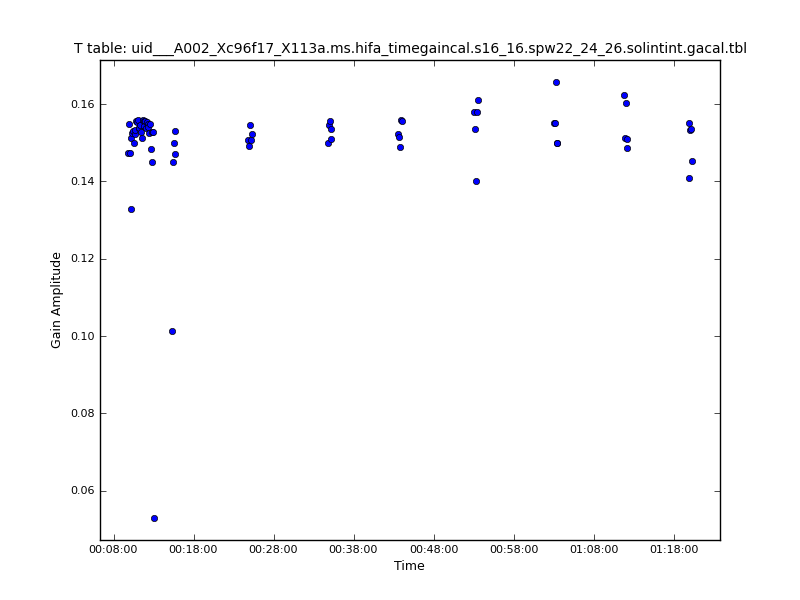 T table: uid___A002_Xc96f17_X113a.ms.hifa_timegaincal.s16_16.spw22_24_26.solintint.gacal.tbl
0.16
0.14
0.12
0.10
0.08
0.06
Gain Amplitude
00:08:00 00:18:00 00:28:00 00:38:00 00:48:00 00:58:00 01:08:00 01:18:00
Time